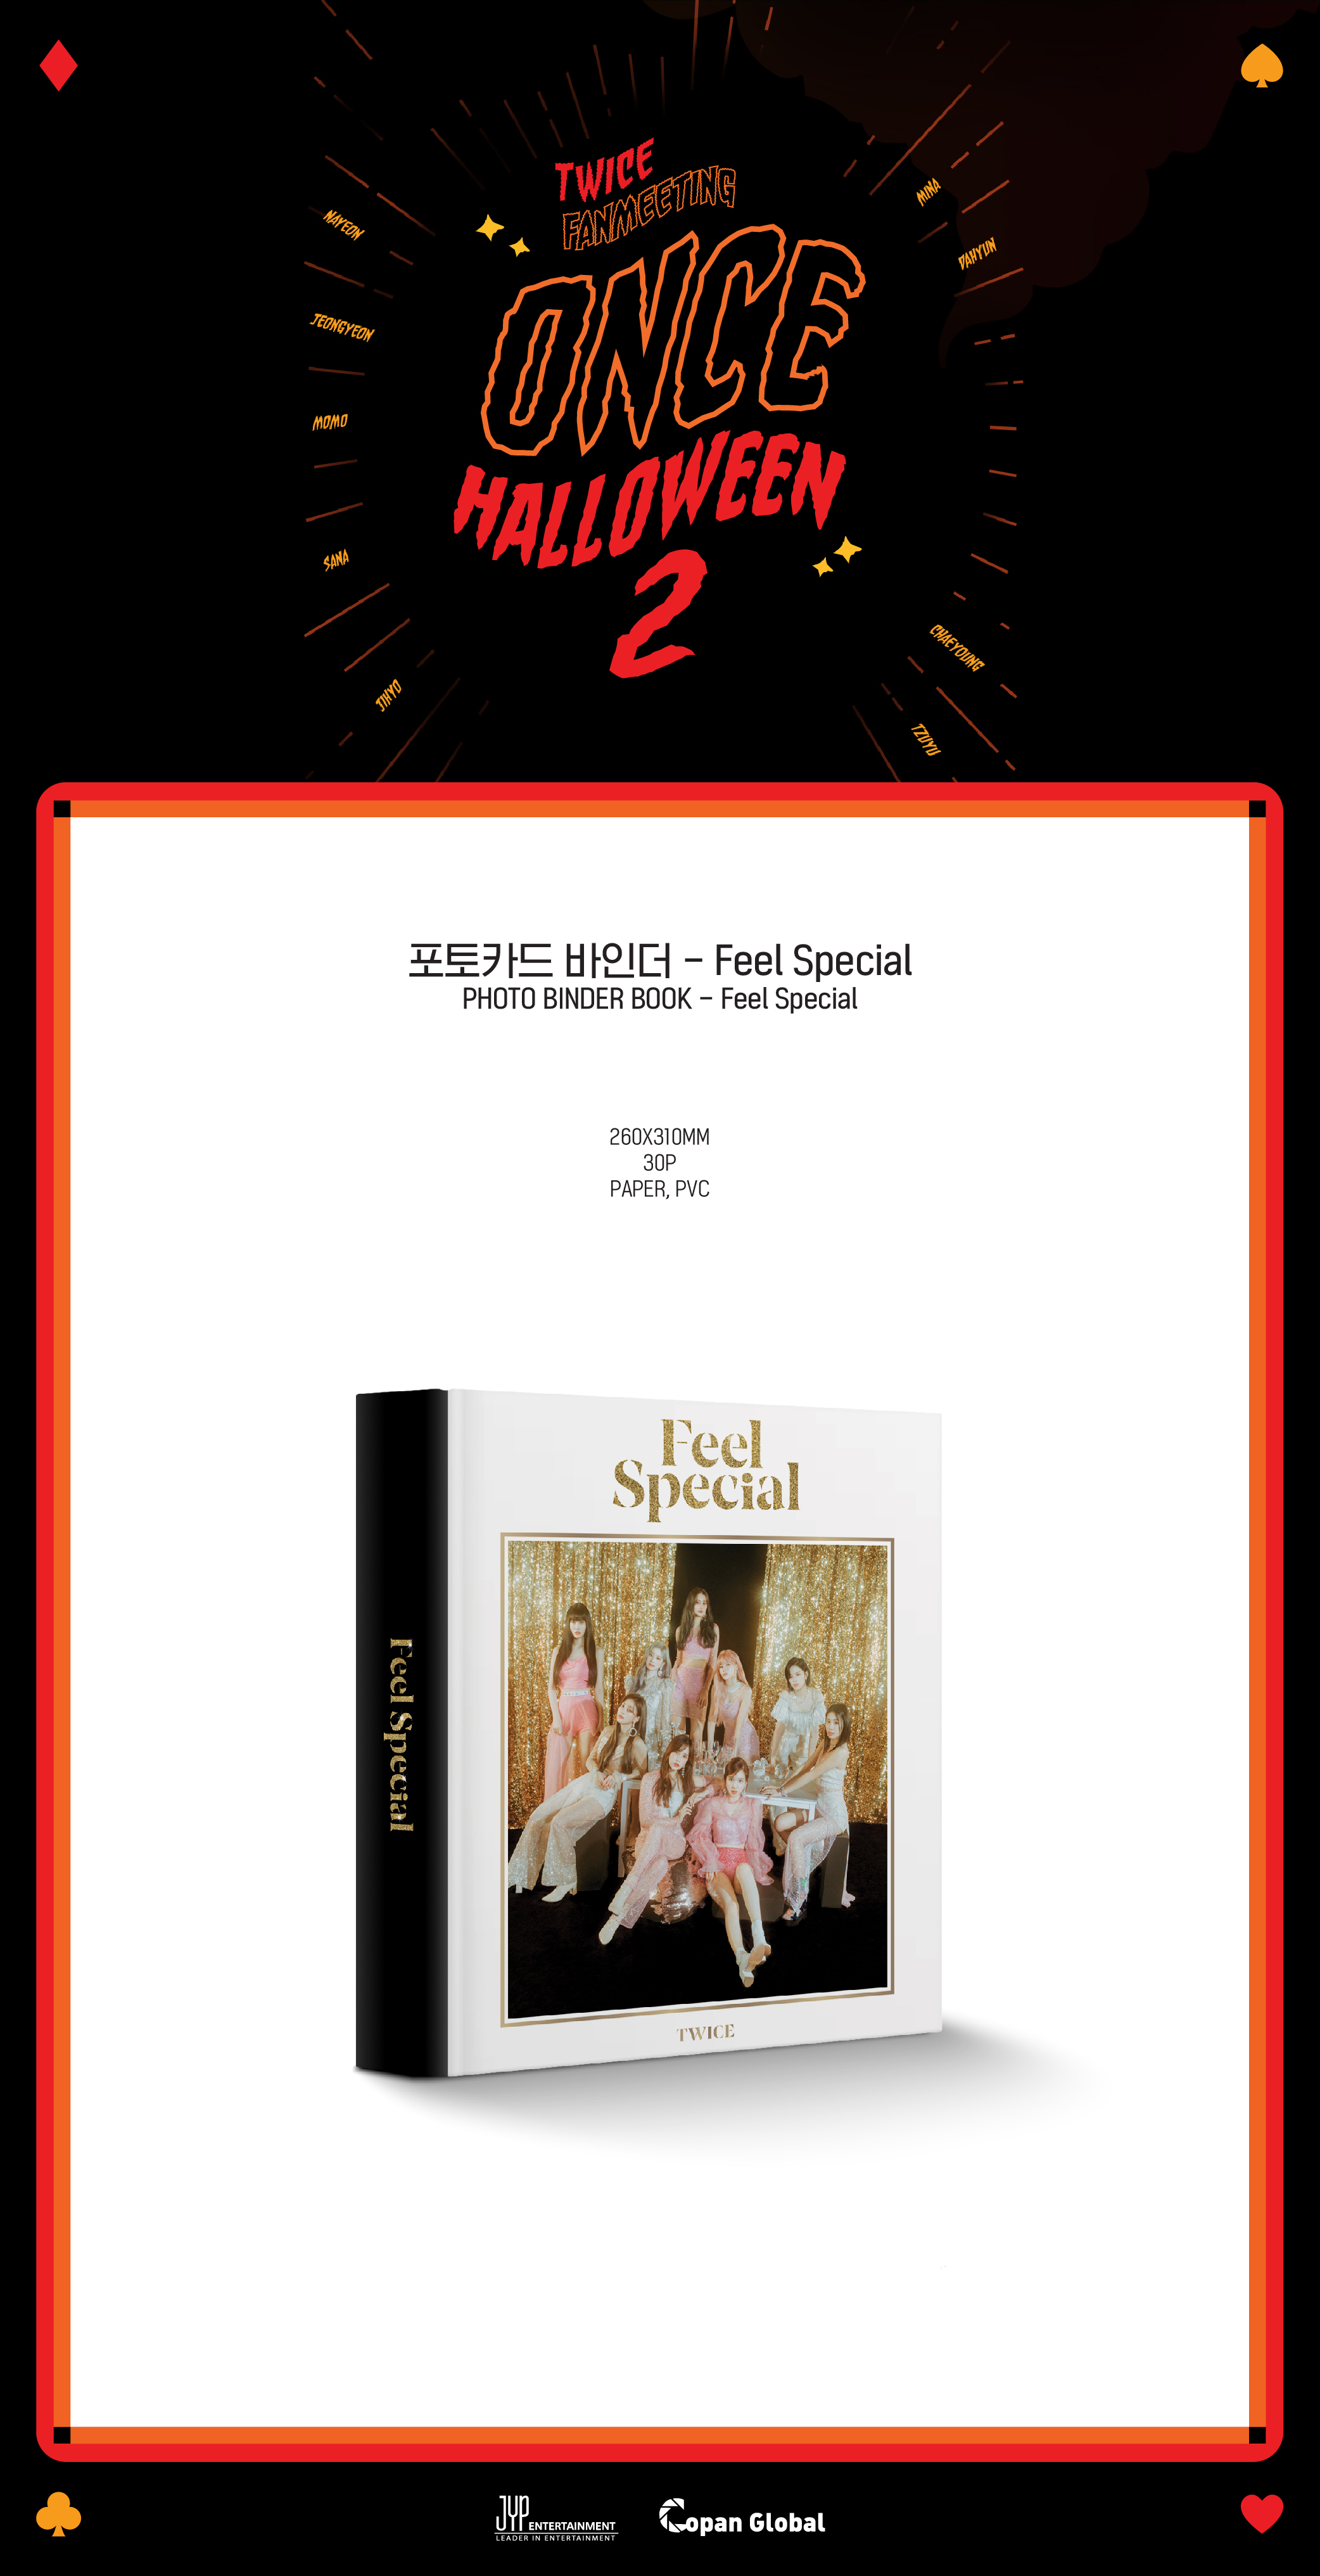 TWICE
FANMEETING
ONCE
HALLOWEEN
2
NAYEON
JEONGYEON
MOMO
SANA
JIHYO
MINA
DAHYUN
CHAEYOUNG
TZUYU
포토카드 바인더 - Feel Special
PHOTO BINDER BOOK - Feel Special
260X310MM
30P
PAPER, PVC
Feel
Special
Feel Special
TWICE
JYP ENTERTAINMENT
LEADER IN ENTERTAINMENT
Copan Global